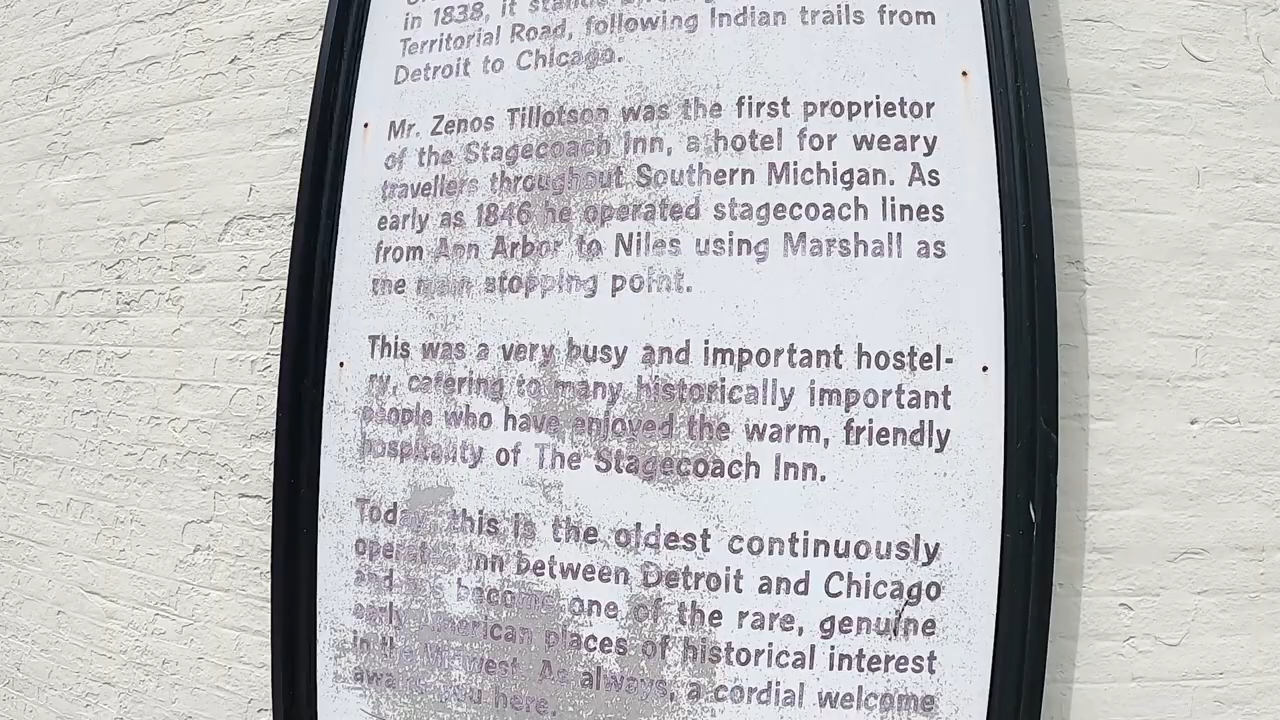 in 1838, it stands
Territorial Road, following Indian trails from
Detroit to Chicago.
Mr. Zenos Tillotson was the first proprietor
of the Stagecoach Inn, a hotel for weary
travellers throughout Southern Michigan. As
early as 1846 he operated stagecoach lines
from Ann Arbor to Niles using Marshall as
the main stopping point.
This was a very busy and important hostel-
ry, catering to many historically important
people who have enjoyed the warm, friendly
hospitality of The Stagecoach Inn.
Today, this is the oldest continuously
operated inn between Detroit and Chicago
and has become one of the rare, genuine
early American places of historical interest
in the Midwest. As always, a cordial welcome
awaits you here.